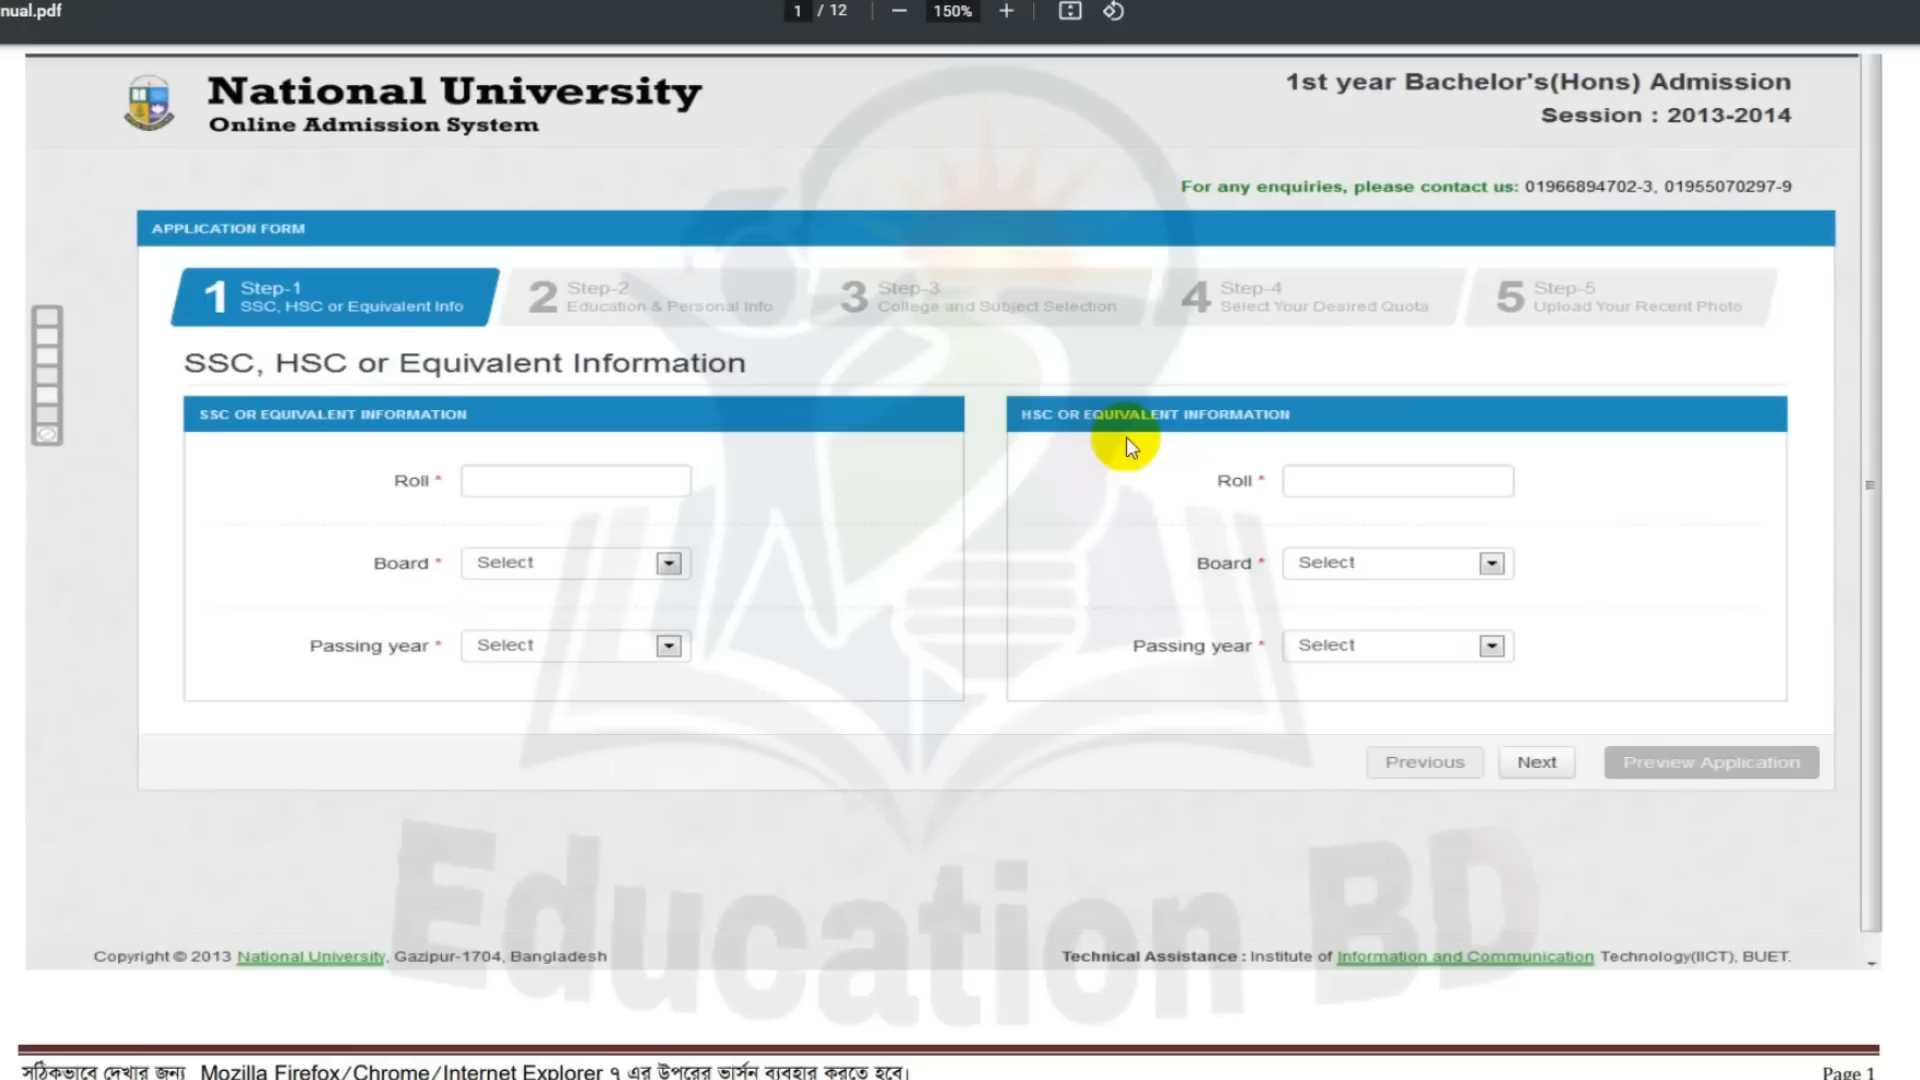 nual.pdf
1 / 12
150%
National University
Online Admission System
1st year Bachelor's(Hons) Admission
Session : 2013-2014
For any enquiries, please contact us: 01966894702-3, 01955070297-9
APPLICATION FORM
1 Step-1
SSC, HSC or Equivalent Info
2 Step-2
Education & Personal Info
3 Step-3
College and Subject Selection
4 Step-4
Select Your Desired Quota
5 Step-5
Upload Your Recent Photo
SSC, HSC or Equivalent Information
SSC OR EQUIVALENT INFORMATION
Roll *
Board * Select
Passing year * Select
HSC OR EQUIVALENT INFORMATION
Roll *
Board * Select
Passing year * Select
Previous Next Preview Application
Education BD
Copyright © 2013 National University, Gazipur-1704, Bangladesh
Technical Assistance : Institute of Information and Communication Technology(IICT), BUET.
সঠিকভাবে দেখার জন্য Mozilla Firefox/Chrome/Internet Explorer ৭ এর উপরের ভার্সন ব্যবহার করতে হবে।
Page 1